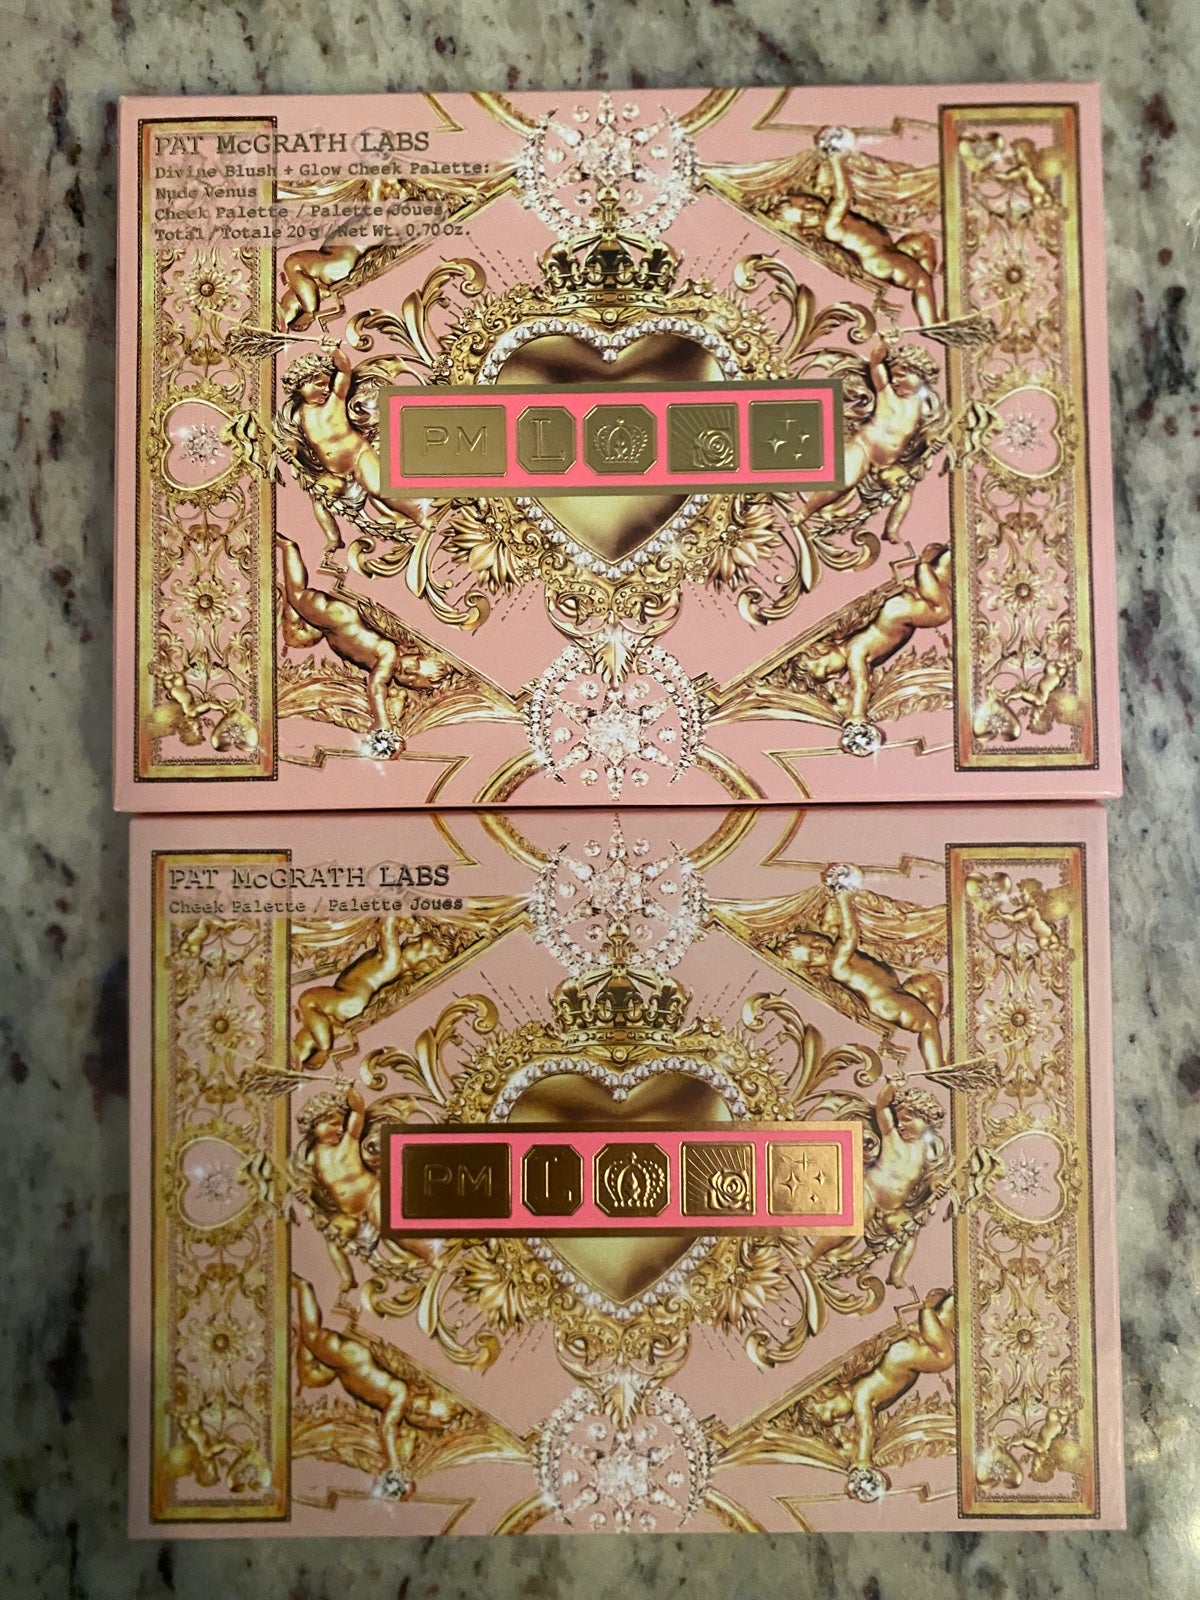 PAT McGRATH LABS
Divine Blush + Glow Cheek Palette:
Nude Venus
Cheek Palette / Palette Joues
Total / Totale 20 g / Net Wt. 0.70 Oz.
PM L
PAT McGRATH LABS
Cheek Palette / Palette Joues
PM L